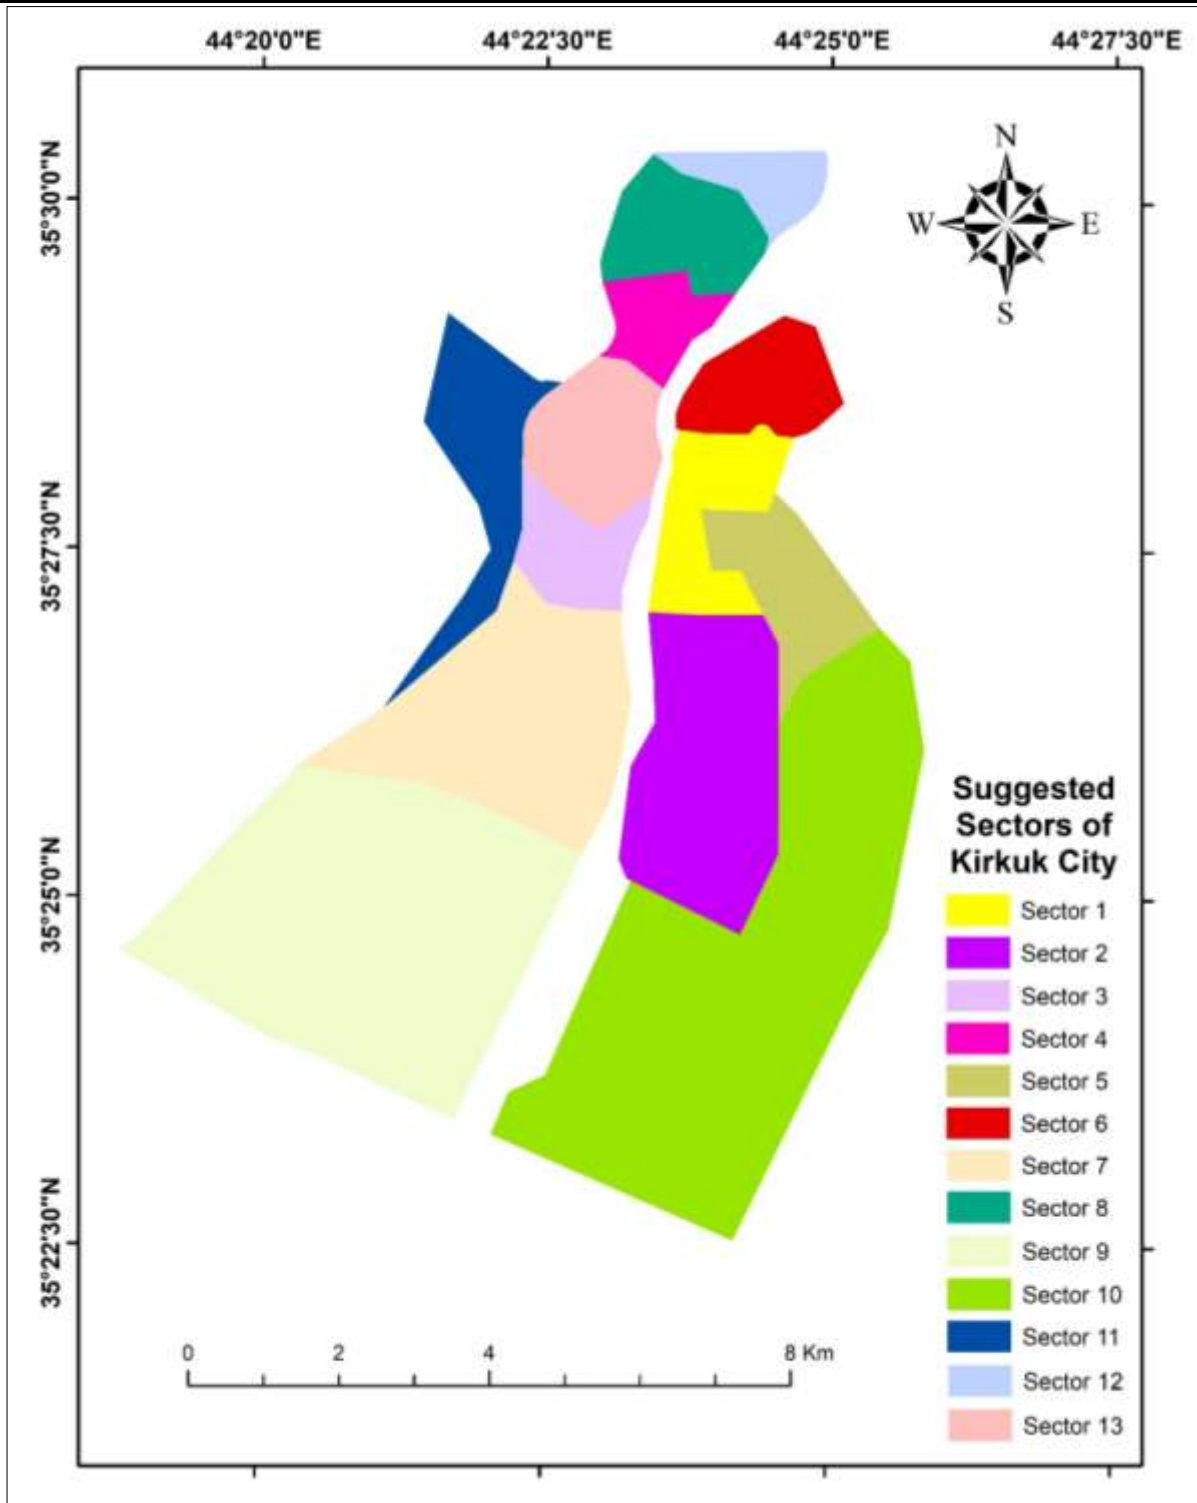 44°20'0"E 44°22'30"E 44°25'0"E 44°27'30"E
35°30'0"N
35°27'30"N
35°25'0"N
35°22'30"N
N
W E
S
Suggested
Sectors of
Kirkuk City
Sector 1
Sector 2
Sector 3
Sector 4
Sector 5
Sector 6
Sector 7
Sector 8
Sector 9
Sector 10
Sector 11
Sector 12
Sector 13
0 2 4 8 Km